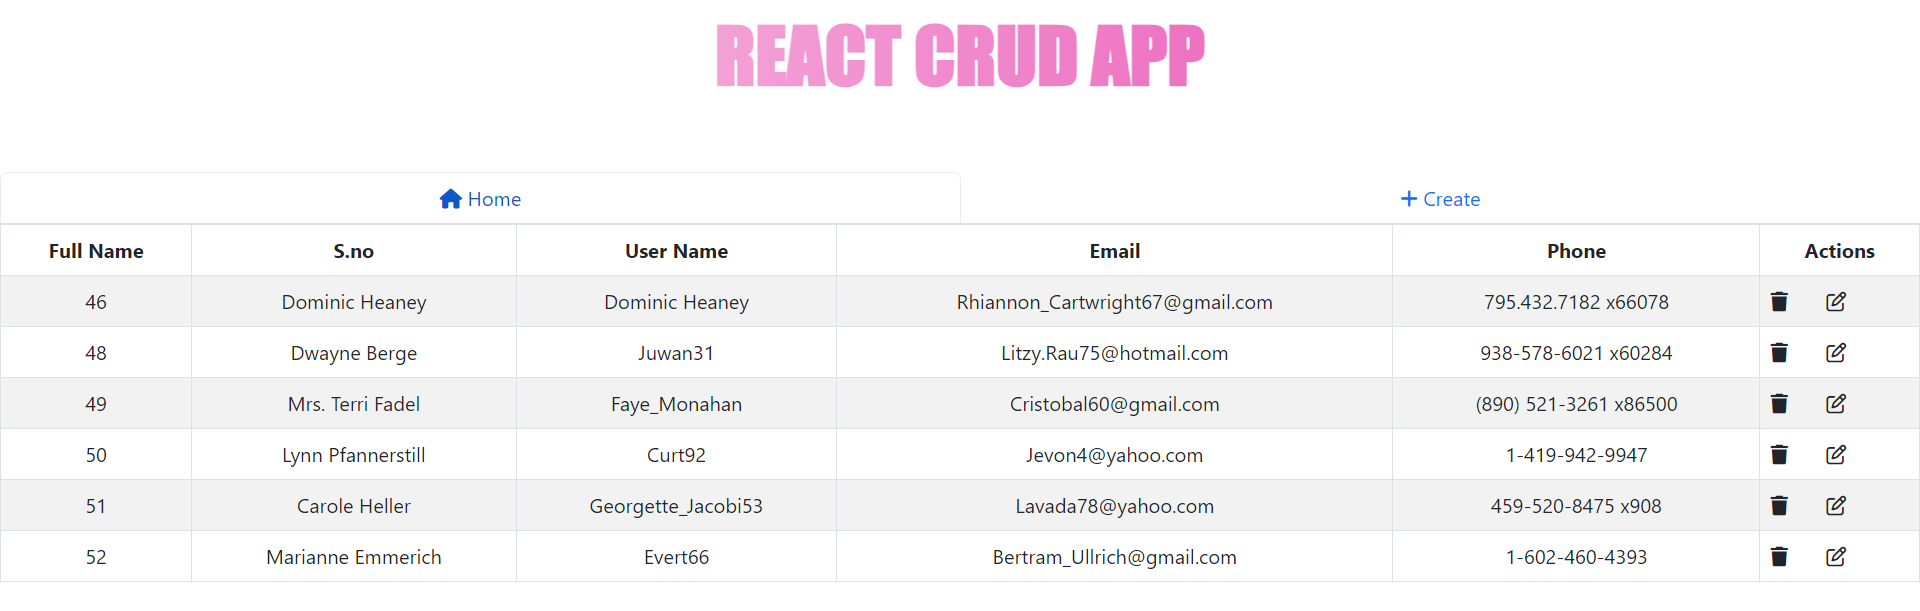 REACT CRUD APP
Home Create
Full Name S.no User Name Email Phone Actions
46 Dominic Heaney Dominic Heaney Rhiannon_Cartwright67@gmail.com 795.432.7182 x66078
48 Dwayne Berge Juwan31 Litzy.Rau75@hotmail.com 938-578-6021 x60284
49 Mrs. Terri Fadel Faye_Monahan Cristobal60@gmail.com (890) 521-3261 x86500
50 Lynn Pfannerstill Curt92 Jevon4@yahoo.com 1-419-942-9947
51 Carole Heller Georgette_Jacobi53 Lavada78@yahoo.com 459-520-8475 x908
52 Marianne Emmerich Evert66 Bertram_Ullrich@gmail.com 1-602-460-4393